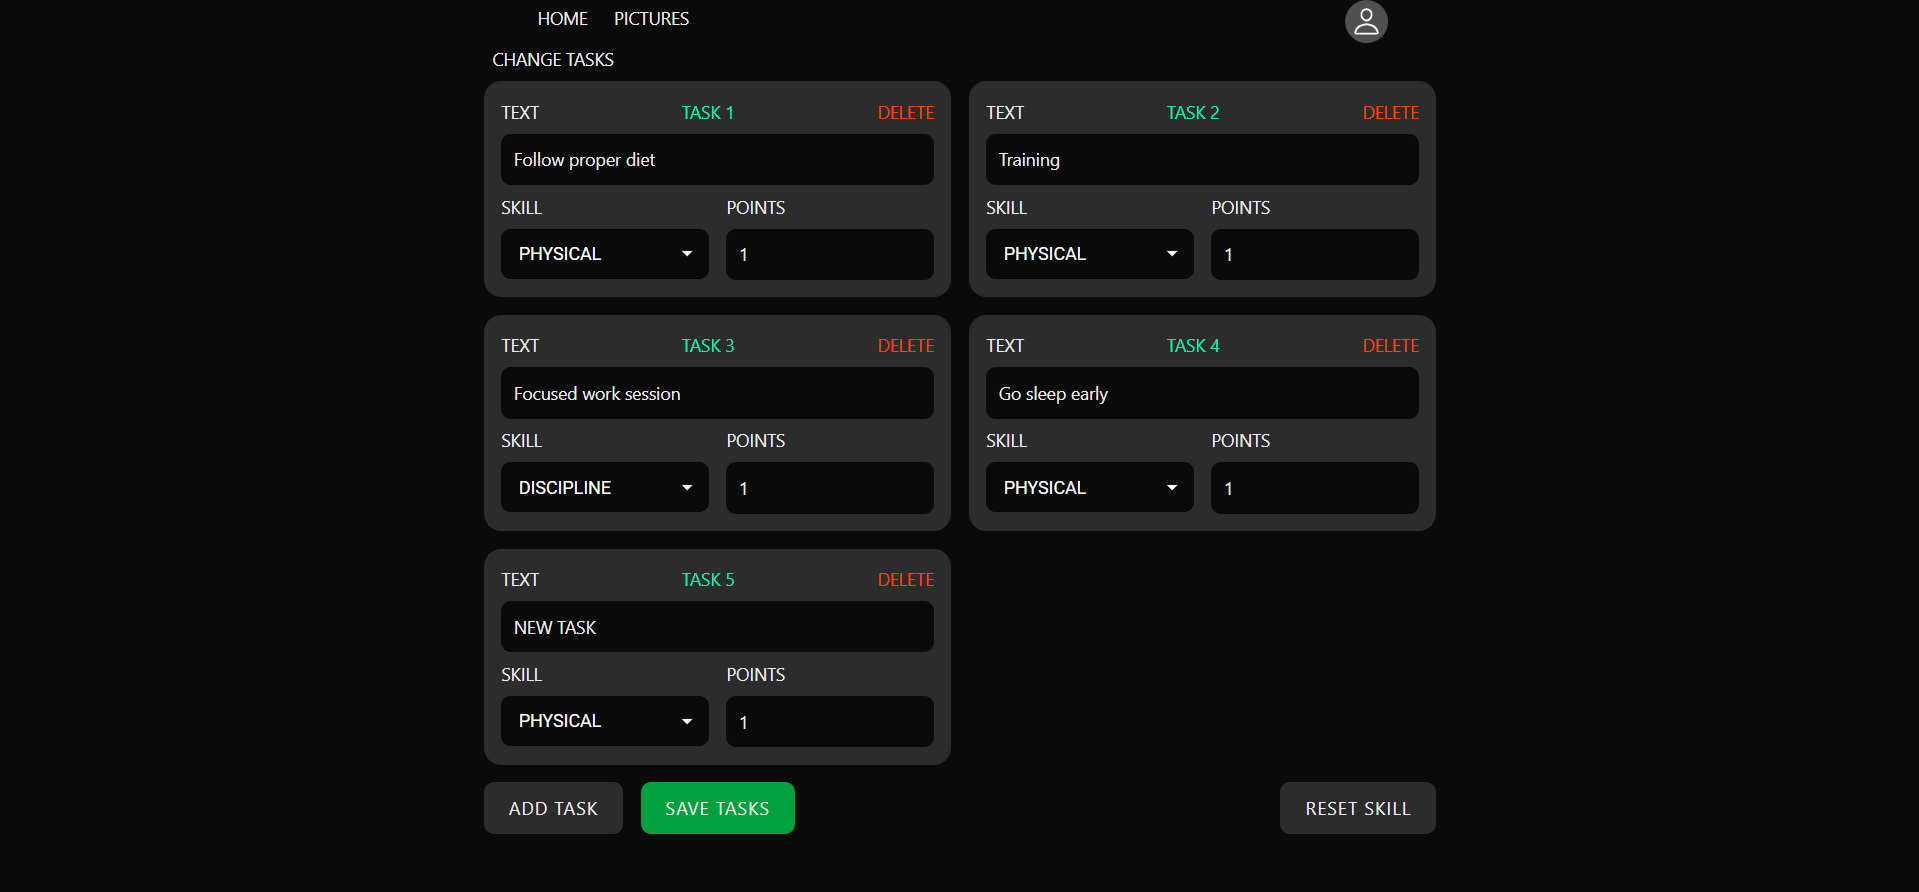 HOME PICTURES
CHANGE TASKS
TEXT TASK 1 DELETE
Follow proper diet
SKILL POINTS
PHYSICAL 1
TEXT TASK 2 DELETE
Training
SKILL POINTS
PHYSICAL 1
TEXT TASK 3 DELETE
Focused work session
SKILL POINTS
DISCIPLINE 1
TEXT TASK 4 DELETE
Go sleep early
SKILL POINTS
PHYSICAL 1
TEXT TASK 5 DELETE
NEW TASK
SKILL POINTS
PHYSICAL 1
ADD TASK SAVE TASKS RESET SKILL